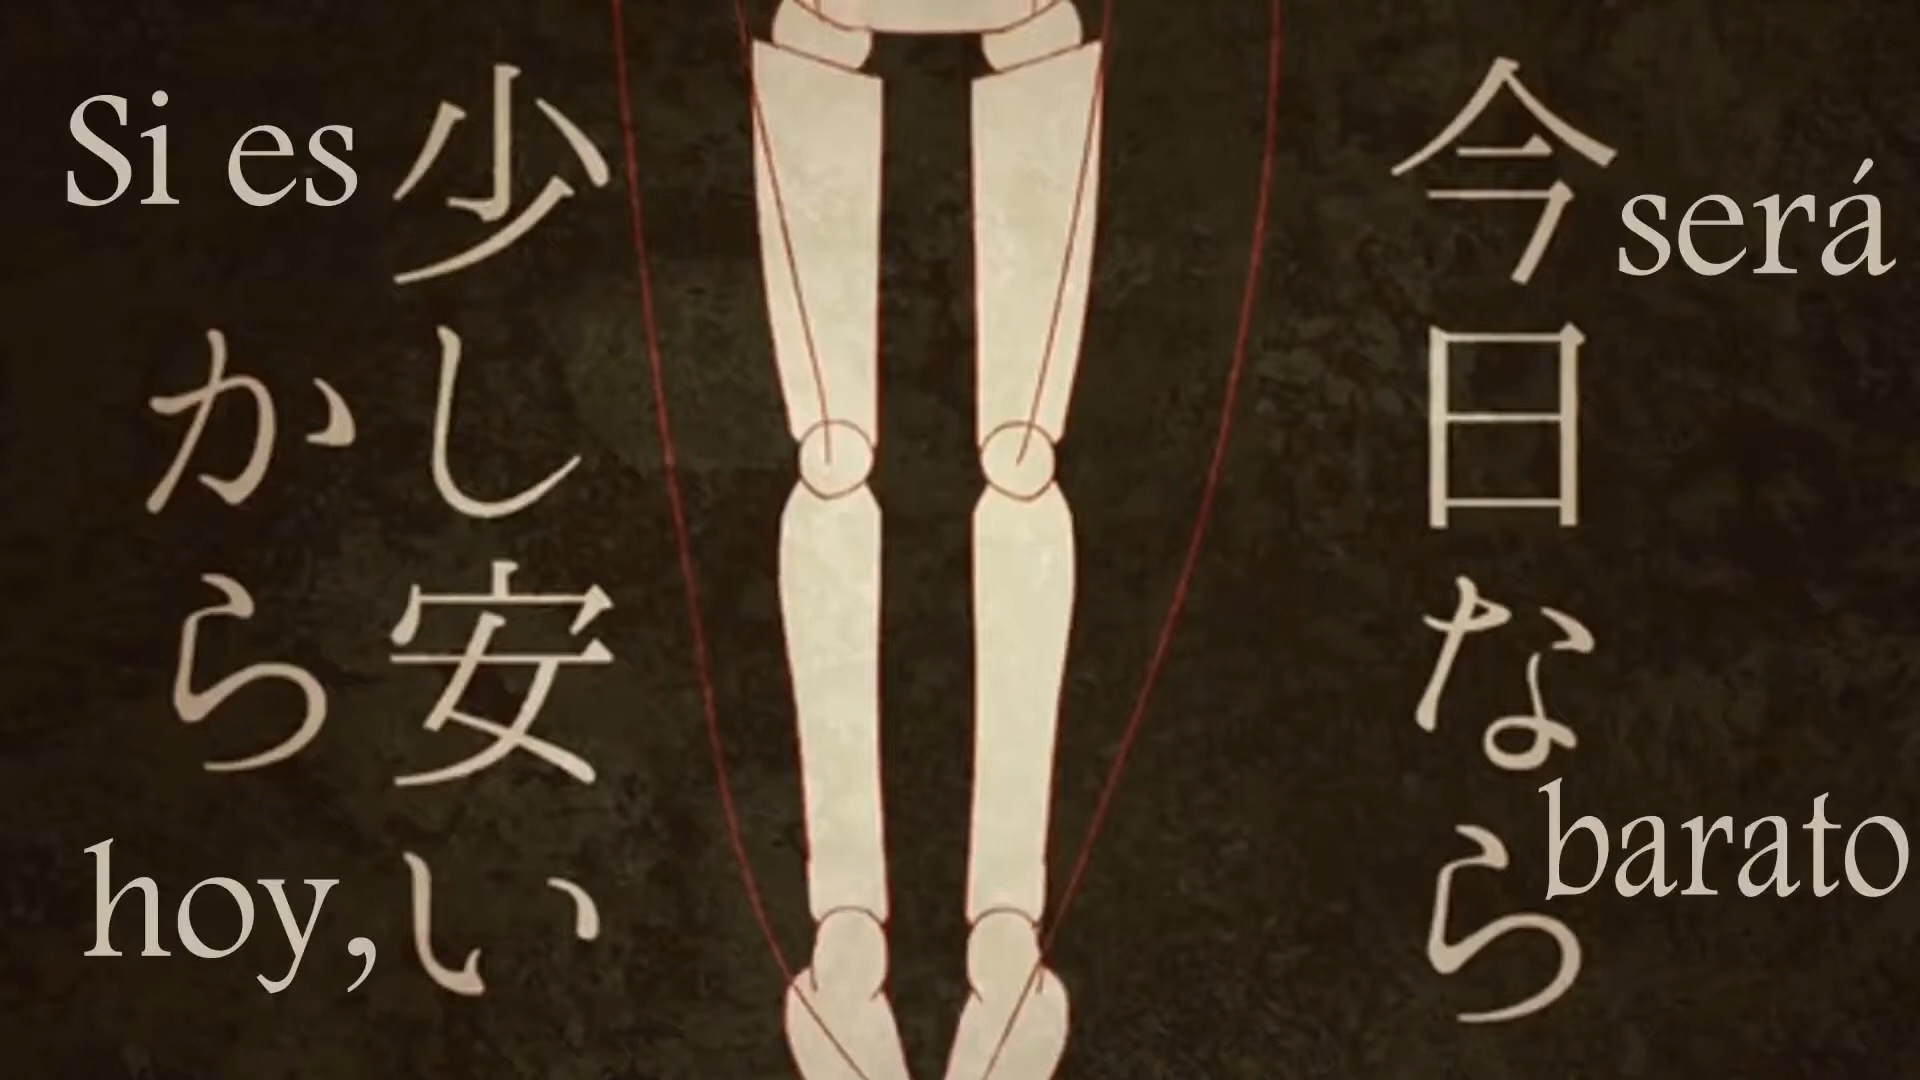 今日なら
少し安い
から
Si es
hoy,
será
barato